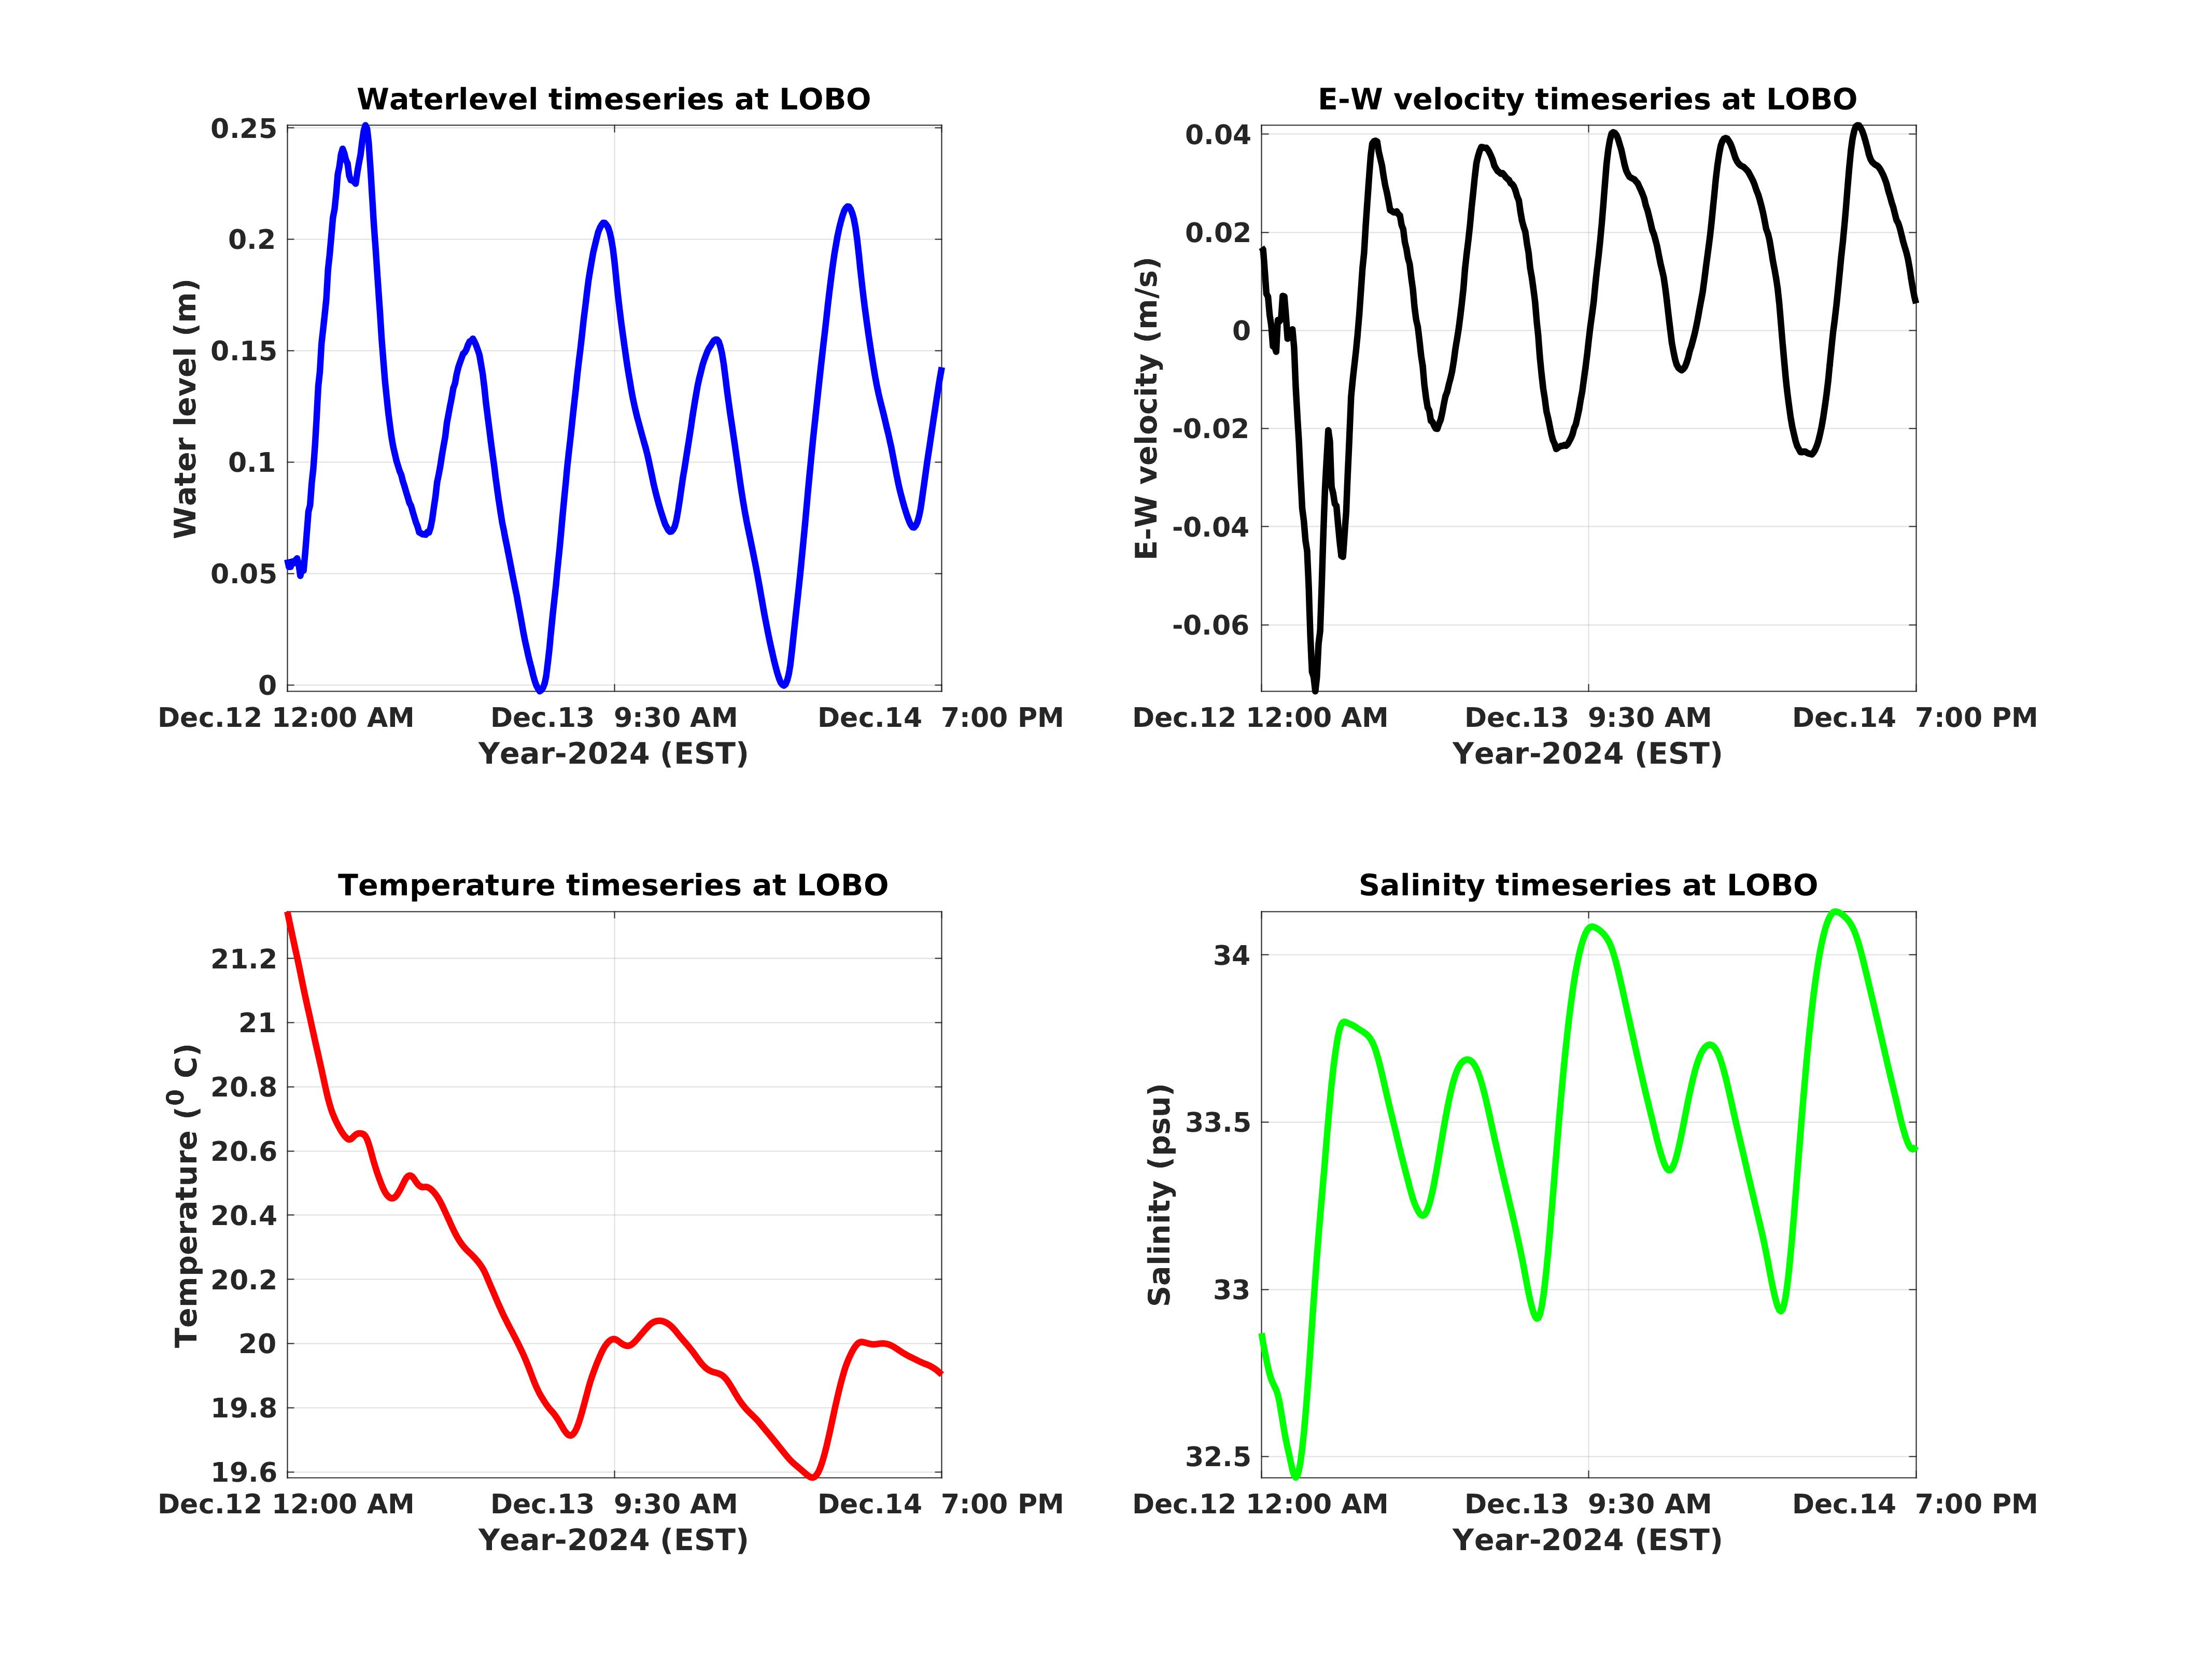 Waterlevel timeseries at LOBO
0.25
0.2
0.15
0.1
0.05
0
Water level (m)
Dec.12 12:00 AM Dec.13 9:30 AM Dec.14 7:00 PM
Year-2024 (EST)
E-W velocity timeseries at LOBO
0.04
0.02
0
-0.02
-0.04
-0.06
E-W velocity (m/s)
Dec.12 12:00 AM Dec.13 9:30 AM Dec.14 7:00 PM
Year-2024 (EST)
Temperature timeseries at LOBO
21.2
21
20.8
20.6
20.4
20.2
20
19.8
19.6
Temperature (⁰ C)
Dec.12 12:00 AM Dec.13 9:30 AM Dec.14 7:00 PM
Year-2024 (EST)
Salinity timeseries at LOBO
34
33.5
33
32.5
Salinity (psu)
Dec.12 12:00 AM Dec.13 9:30 AM Dec.14 7:00 PM
Year-2024 (EST)